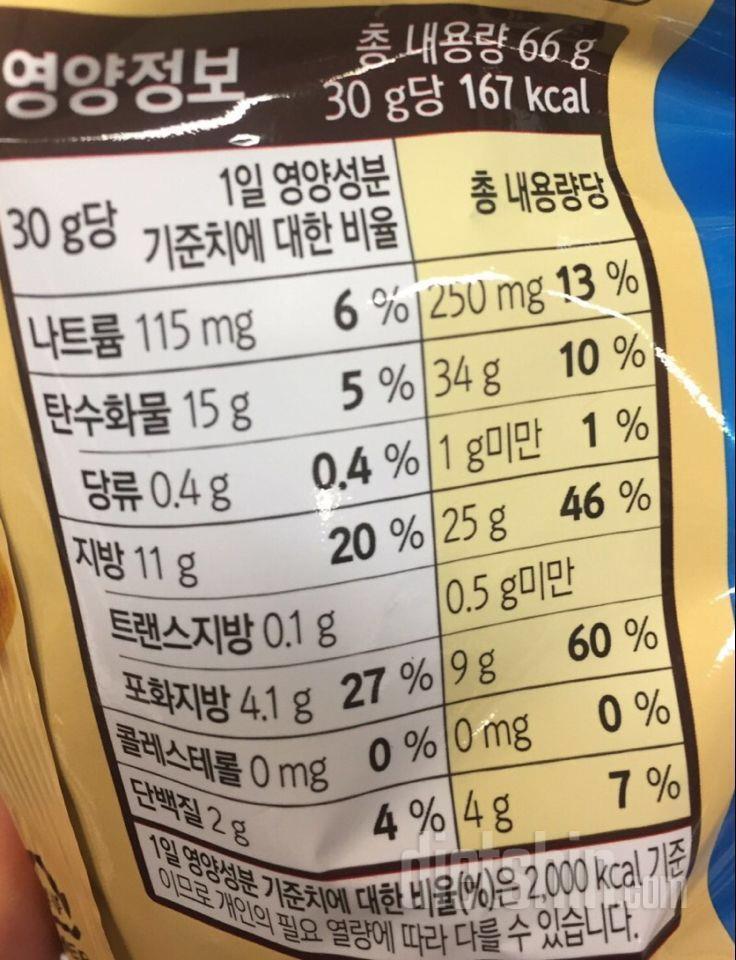 영양정보
총 내용량 66 g
30 g당 167 kcal
30 g당 1일 영양성분 기준치에 대한 비율 총 내용량당
나트륨 115 mg 6 % 250 mg 13 %
탄수화물 15 g 5 % 34 g 10 %
당류 0.4 g 0.4 % 1 g미만 1 %
지방 11 g 20 % 25 g 46 %
트랜스지방 0.1 g 0.5 g미만
포화지방 4.1 g 27 % 9 g 60 %
콜레스테롤 0 mg 0 % 0 mg 0 %
단백질 2 g 4 % 4 g 7 %
1일 영양성분 기준치에 대한 비율(%)은 2,000 kcal 기준
이므로 개인의 필요 열량에 따라 다를 수 있습니다.
dietshin.com